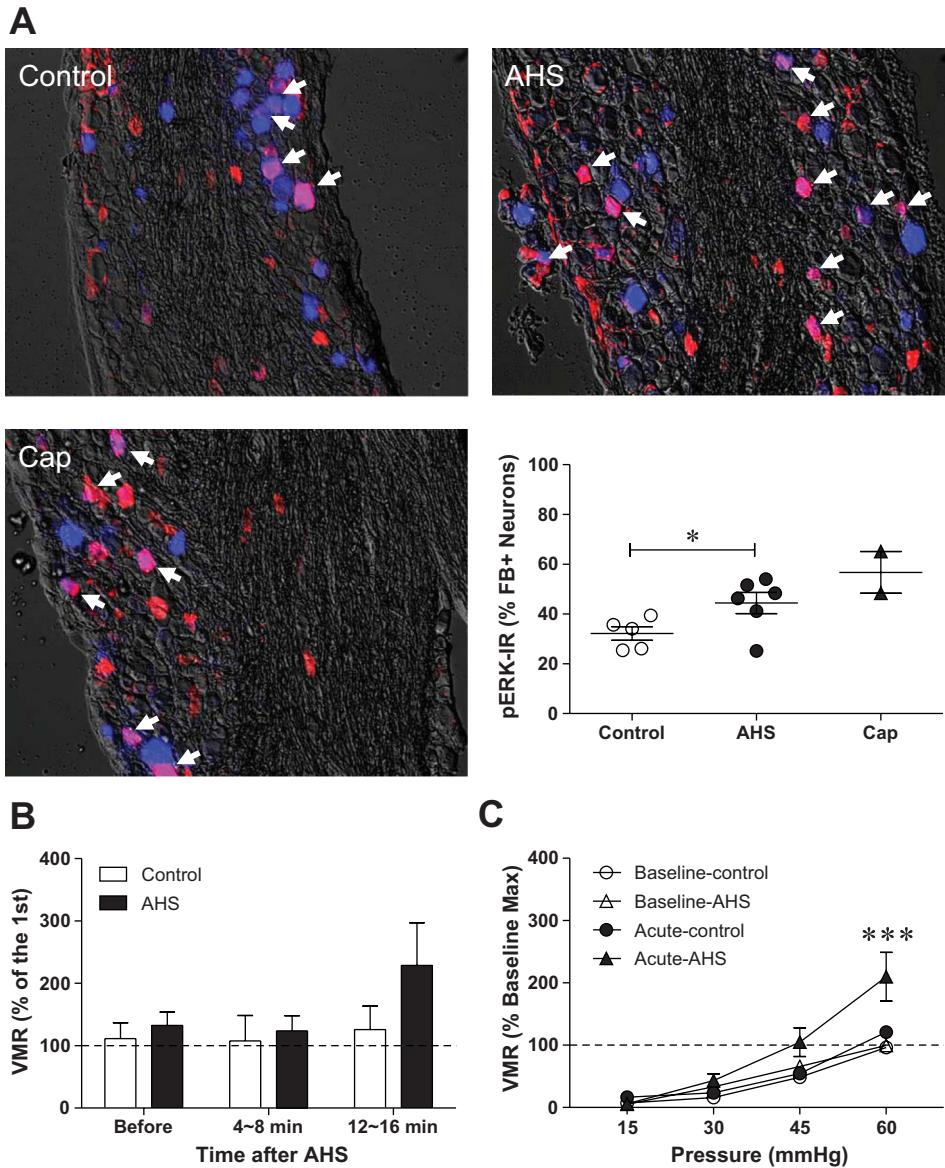 A
Control
AHS
Cap
pERK-IR (% FB+ Neurons)
100
80
60
40
20
0
*
Control
AHS
Cap
B
VMR (% of the 1st)
400
300
200
100
0
Control
AHS
Before
4~8 min
12~16 min
Time after AHS
C
VMR (% Baseline Max)
400
300
200
100
0
Baseline-control
Baseline-AHS
Acute-control
Acute-AHS
***
15
30
45
60
Pressure (mmHg)